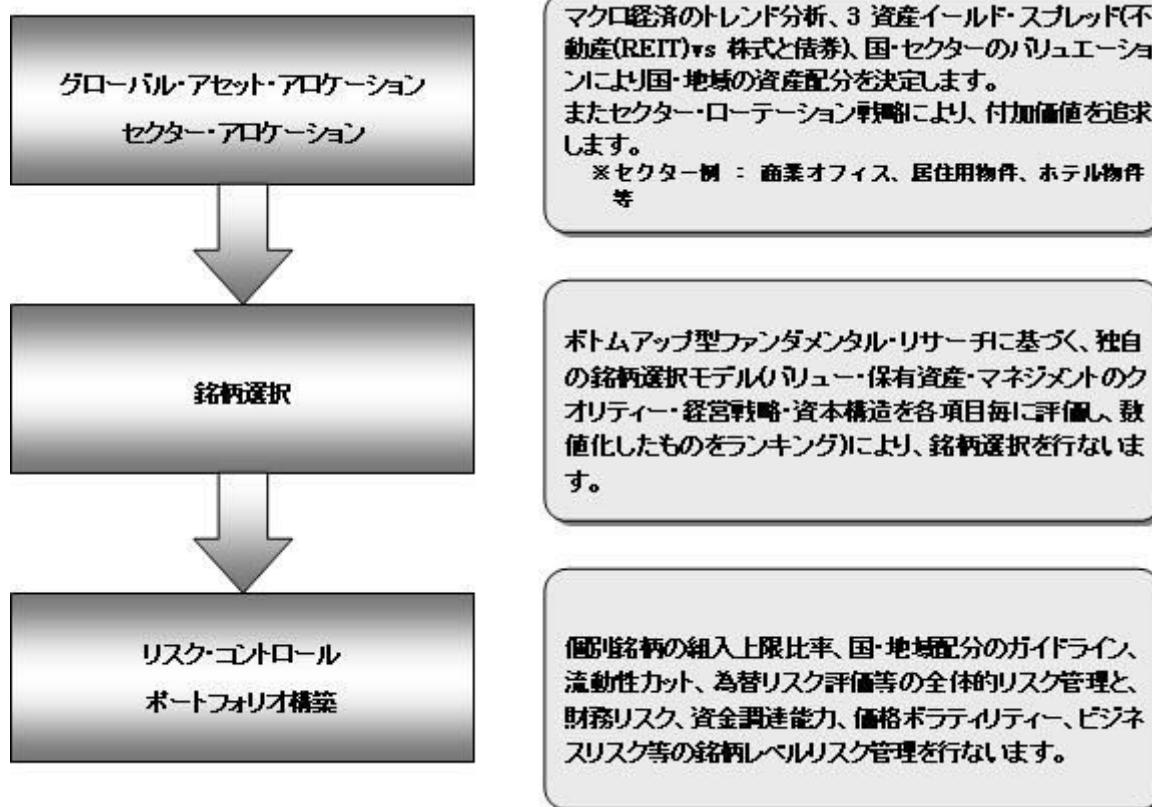 グローバル・アセット・アロケーション
セクター・アロケーション
マクロ経済のトレンド分析、3 資産イールド・スプレッド(不
動産(REIT)vs 株式と債券)、国・セクターのバリュエーショ
ンにより国・地域の資産配分を決定します。
またセクター・ローテーション戦略により、付加価値を追求
します。
※セクター例 : 商業オフィス、居住用物件、ホテル物件
等
銘柄選択
ボトムアップ型ファンダメンタル・リサーチに基づく、独自
の銘柄選択モデル(バリュー・保有資産・マネジメントのク
オリティー・経営戦略・資本構造を各項目毎に評価し、数
値化したものをランキング)により、銘柄選択を行ないま
す。
リスク・コントロール
ポートフォリオ構築
個別銘柄の組入上限比率、国・地域配分のガイドライン、
流動性カット、為替リスク評価等の全体的リスク管理と、
財務リスク、資金調達能力、価格ボラティリティー、ビジネ
スリスク等の銘柄レベルリスク管理を行ないます。